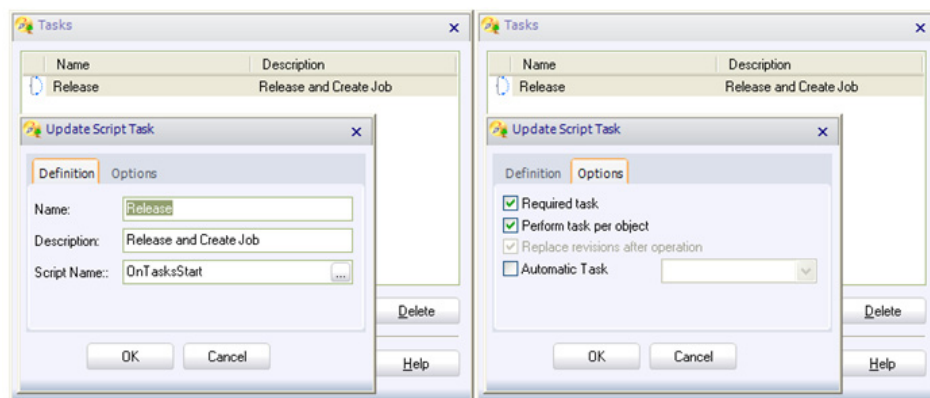 Tasks
Name Description
Release Release and Create Job
Update Script Task
Definition Options
Name: Release
Description: Release and Create Job
Script Name:: OnTasksStart ...
Delete
OK Cancel
Help
Tasks
Name Description
Release Release and Create Job
Update Script Task
Definition Options
Required task
Perform task per object
Replace revisions after operation
Automatic Task
Delete
OK Cancel
Help